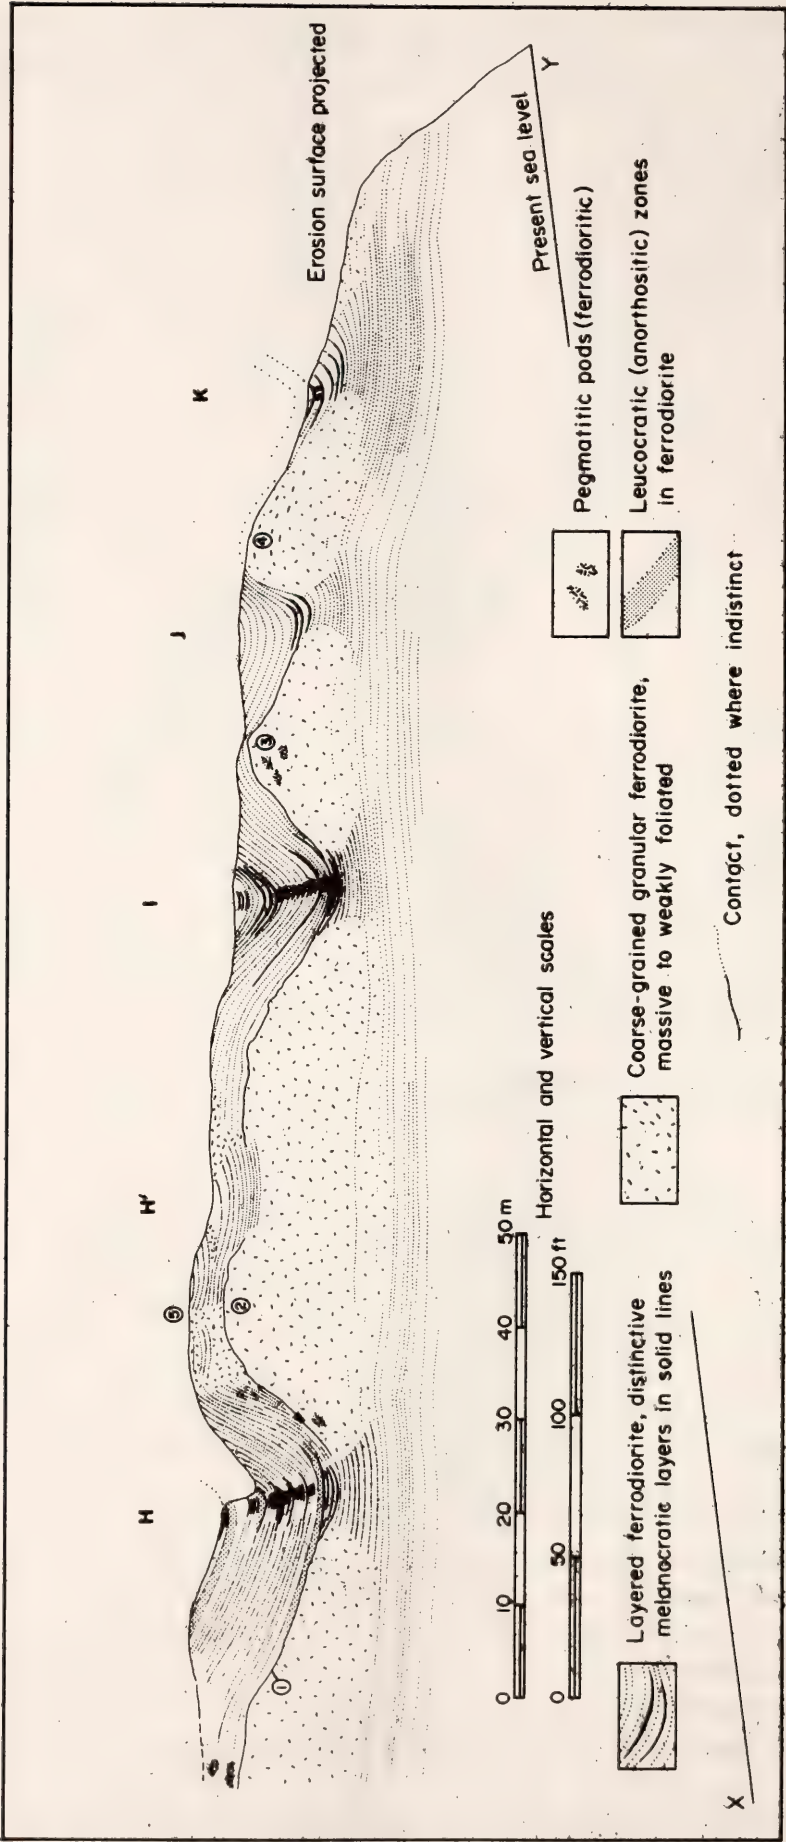 H
H′
I
J
K
Erosion surface projected
⑤
①
②
③
④
Y
Present sea level
0 10 20 30 40 50 m
Horizontal and vertical scales
0 50 100 150 ft
X
Layered ferrodiorite, distinctive
melanocratic layers in solid lines
Coarse-grained granular ferrodiorite,
massive to weakly foliated
Pegmatitic pods (ferrodioritic)
Leucocratic (anorthositic) zones
in ferrodiorite
Contact, dotted where indistinct